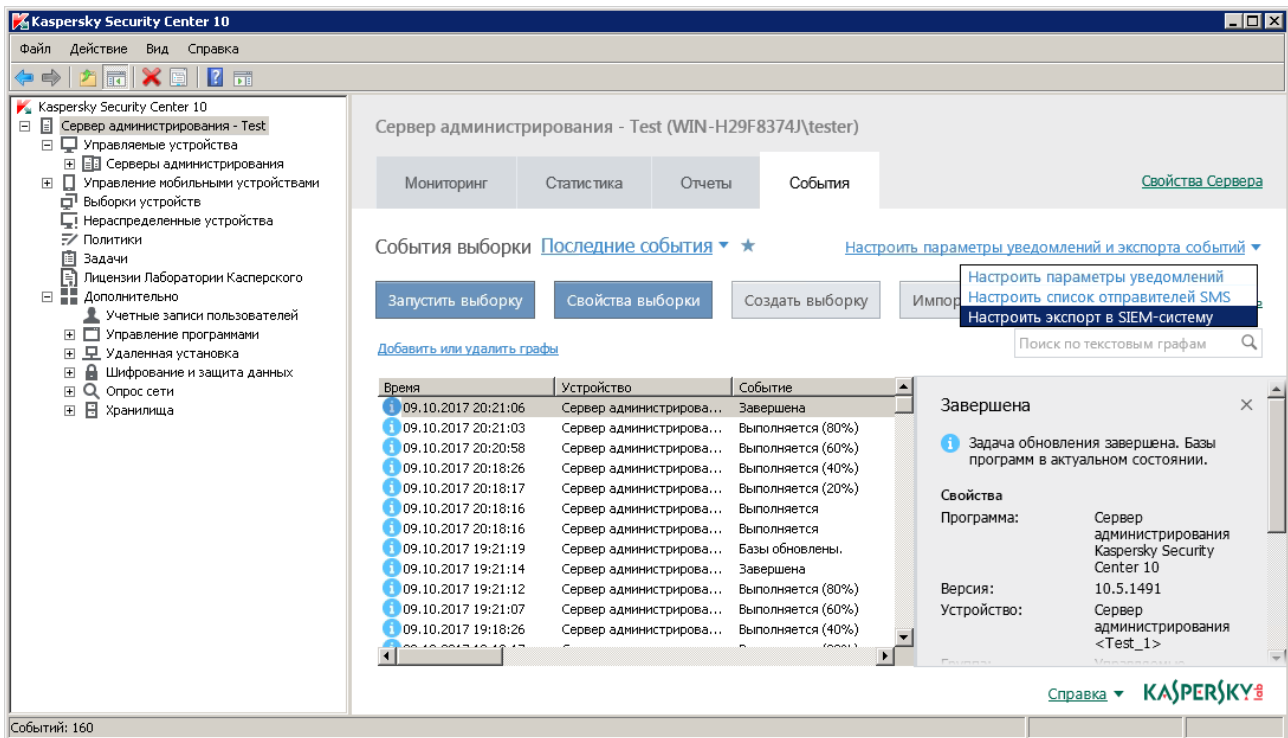 Kaspersky Security Center 10
Файл Действие Вид Справка
Kaspersky Security Center 10
Сервер администрирования - Test
Управляемые устройства
Серверы администрирования
Управление мобильными устройствами
Выборки устройств
Нераспределенные устройства
Политики
Задачи
Лицензии Лаборатории Касперского
Дополнительно
Учетные записи пользователей
Управление программами
Удаленная установка
Шифрование и защита данных
Опрос сети
Хранилища
Сервер администрирования - Test (WIN-H29F8374J\tester)
Мониторинг Статистика Отчеты События
Свойства Сервера
События выборки Последние события
Настроить параметры уведомлений и экспорта событий
Настроить параметры уведомлений
Настроить список отправителей SMS
Настроить экспорт в SIEM-систему
Запустить выборку Свойства выборки Создать выборку Импор
Добавить или удалить графы
Поиск по текстовым графам
Время Устройство Событие
09.10.2017 20:21:06 Сервер администрирова... Завершена
09.10.2017 20:21:03 Сервер администрирова... Выполняется (80%)
09.10.2017 20:20:58 Сервер администрирова... Выполняется (60%)
09.10.2017 20:18:26 Сервер администрирова... Выполняется (40%)
09.10.2017 20:18:17 Сервер администрирова... Выполняется (20%)
09.10.2017 20:18:16 Сервер администрирова... Выполняется
09.10.2017 20:18:16 Сервер администрирова... Выполняется
09.10.2017 19:21:19 Сервер администрирова... Базы обновлены.
09.10.2017 19:21:14 Сервер администрирова... Завершена
09.10.2017 19:21:12 Сервер администрирова... Выполняется (80%)
09.10.2017 19:21:07 Сервер администрирова... Выполняется (60%)
09.10.2017 19:18:26 Сервер администрирова... Выполняется (40%)
Завершена
Задача обновления завершена. Базы
программ в актуальном состоянии.
Свойства
Программа: Сервер
администрирования
Kaspersky Security
Center 10
Версия: 10.5.1491
Устройство: Сервер
администрирования
<Test_1>
Справка
KASPERSKY lab
Событий: 160